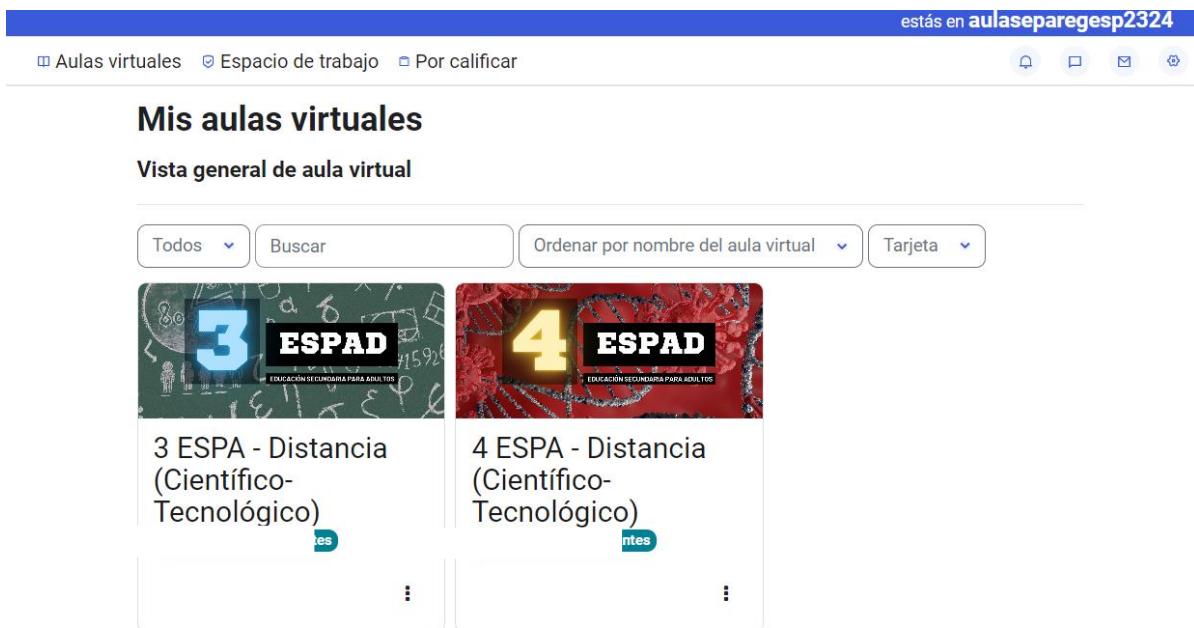 estás en aulaseparegesp2324
Aulas virtuales Espacio de trabajo Por calificar
Mis aulas virtuales
Vista general de aula virtual
Todos Buscar Ordenar por nombre del aula virtual Tarjeta
3 ESPAD
EDUCACIÓN SECUNDARIA PARA ADULTOS
4 ESPAD
EDUCACIÓN SECUNDARIA PARA ADULTOS
3 ESPA - Distancia
(Científico-
Tecnológico)
4 ESPA - Distancia
(Científico-
Tecnológico)
ntes